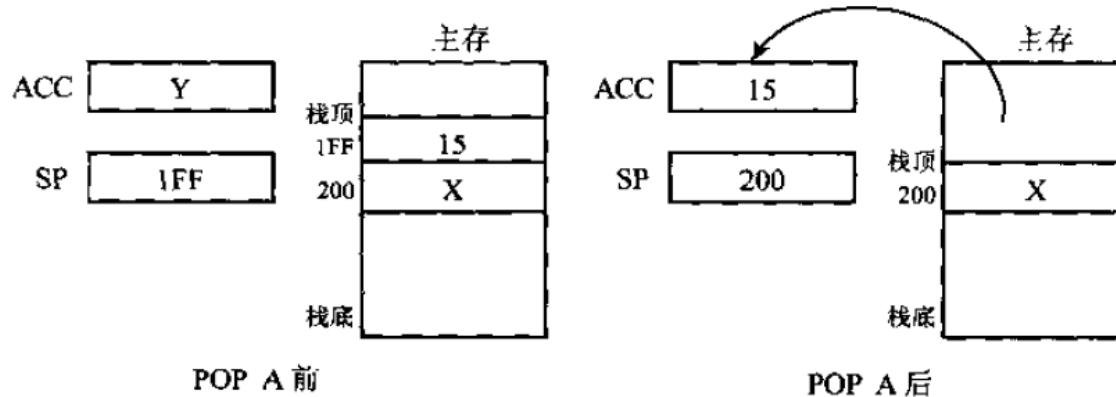 主存
ACC Y
栈顶
1FF 15
SP 1FF
200 X
栈底
POP A 前
主存
ACC 15
栈顶
SP 200
200 X
栈底
POP A 后